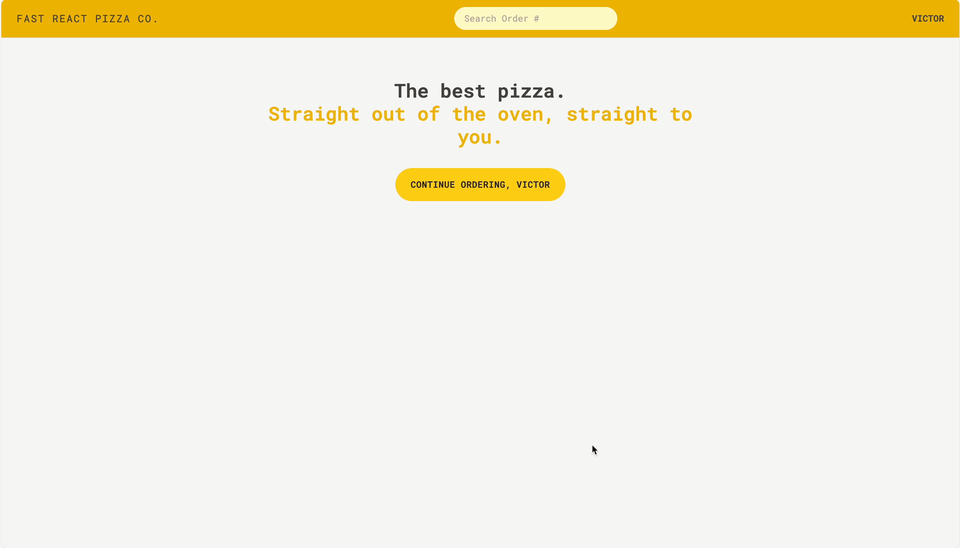 FAST REACT PIZZA CO.
Search Order #
VICTOR
The best pizza.
Straight out of the oven, straight to
you.
CONTINUE ORDERING, VICTOR